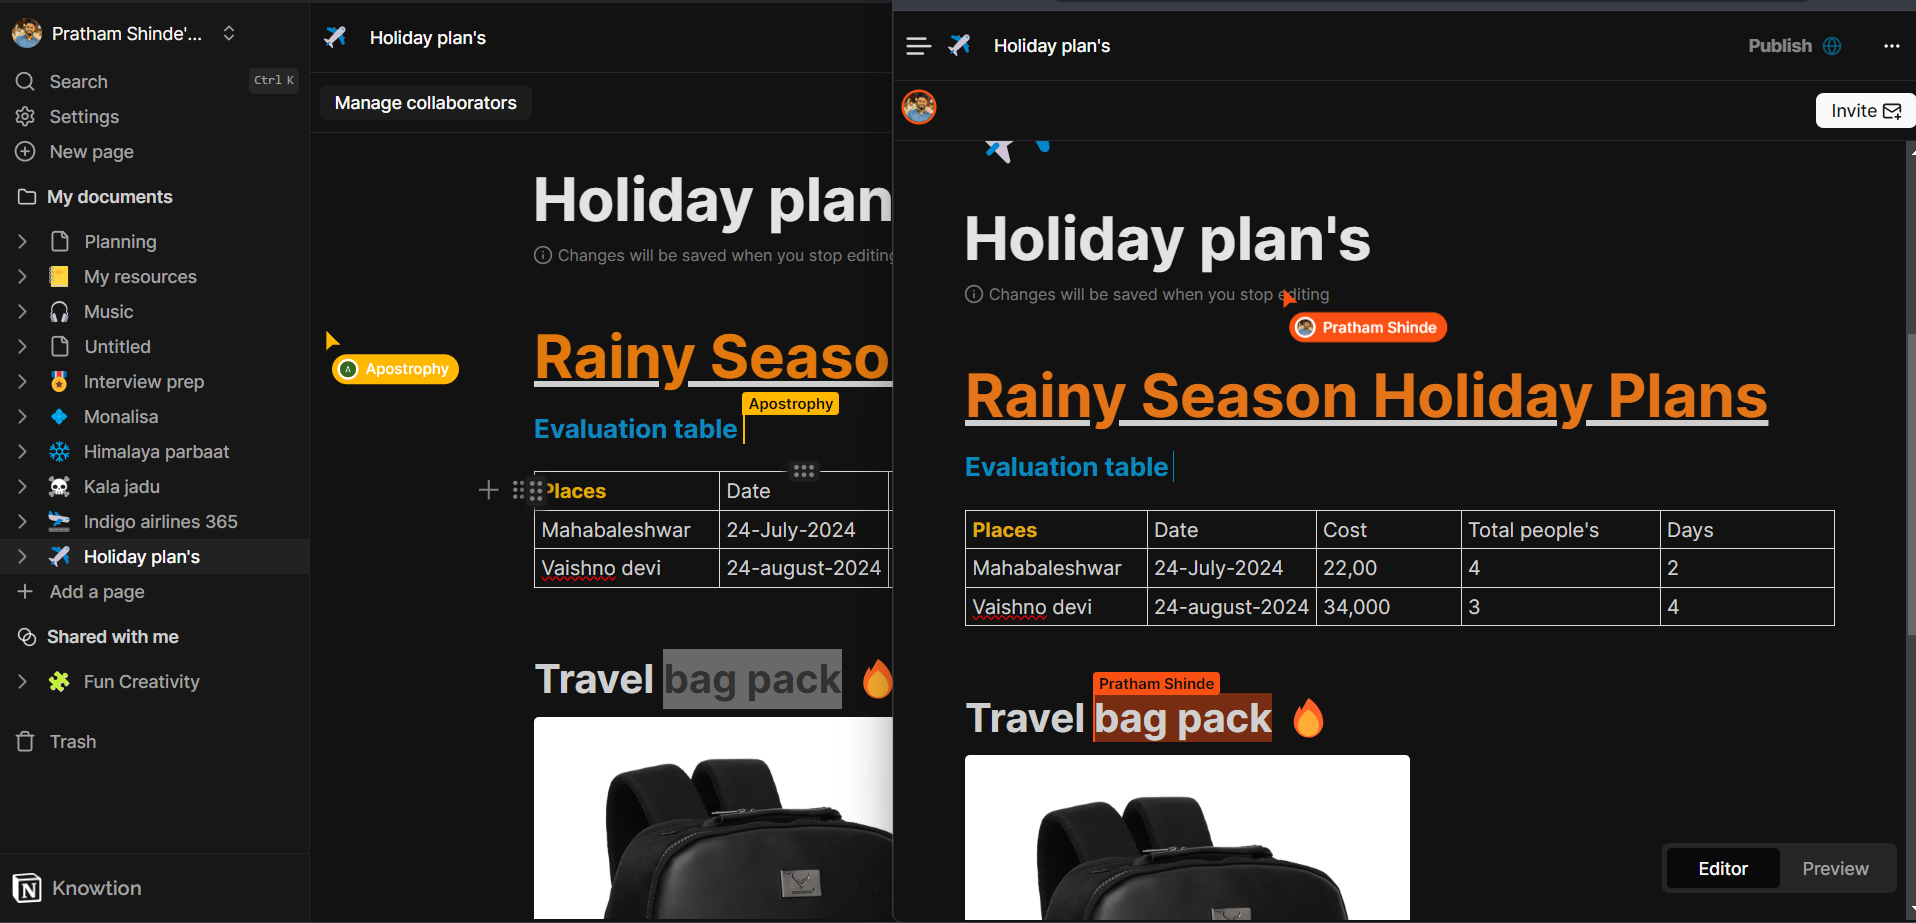 Pratham Shinde'...
Search
Ctrl K
Settings
New page
My documents
Planning
My resources
Music
Untitled
Interview prep
Monalisa
Himalaya parbaat
Kala jadu
Indigo airlines 365
Holiday plan's
Add a page
Shared with me
Fun Creativity
Trash
Knowtion
Holiday plan's
Manage collaborators
Holiday plan
Changes will be saved when you stop editing
A Apostrophy
Rainy Seaso
Apostrophy
Evaluation table
Places Date
Mahabaleshwar 24-July-2024
Vaishno devi 24-august-2024
Travel bag pack
Holiday plan's
Publish
Invite
Holiday plan's
Changes will be saved when you stop editing
Pratham Shinde
Rainy Season Holiday Plans
Evaluation table
Places Date Cost Total people's Days
Mahabaleshwar 24-July-2024 22,00 4 2
Vaishno devi 24-august-2024 34,000 3 4
Pratham Shinde
Travel bag pack
Editor
Preview